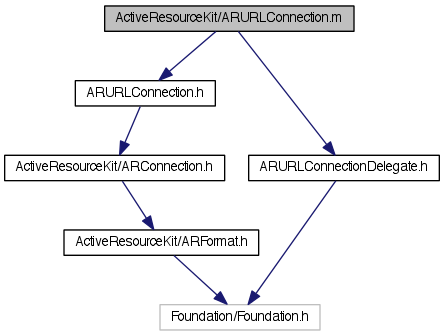 ActiveResourceKit/ARURLConnection.m
ARURLConnection.h
ActiveResourceKit/ARConnection.h
ARURLConnectionDelegate.h
ActiveResourceKit/ARFormat.h
Foundation/Foundation.h